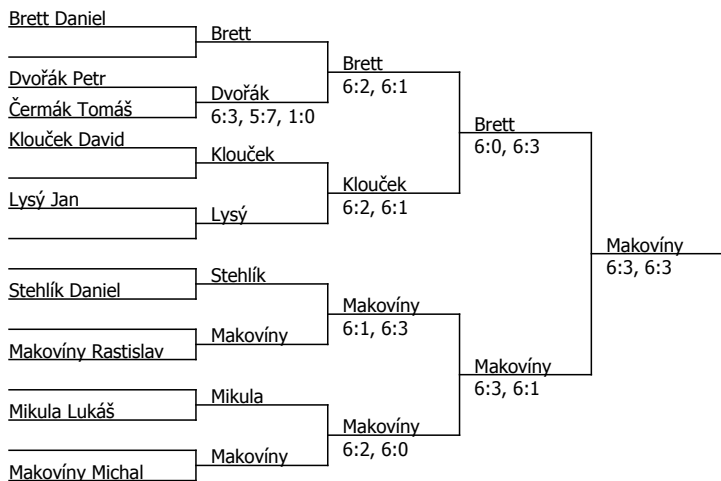 Brett Daniel
Brett
Brett
6:2, 6:1
Dvořák Petr
Čermák Tomáš
Dvořák
6:3, 5:7, 1:0
Brett
6:0, 6:3
Klouček David
Klouček
Klouček
6:2, 6:1
Lysý Jan
Lysý
Makovíny
6:3, 6:3
Stehlík Daniel
Stehlík
Makovíny
6:1, 6:3
Makovíny Rastislav
Makovíny
Makovíny
6:3, 6:1
Mikula Lukáš
Mikula
Makovíny
6:2, 6:0
Makovíny Michal
Makovíny